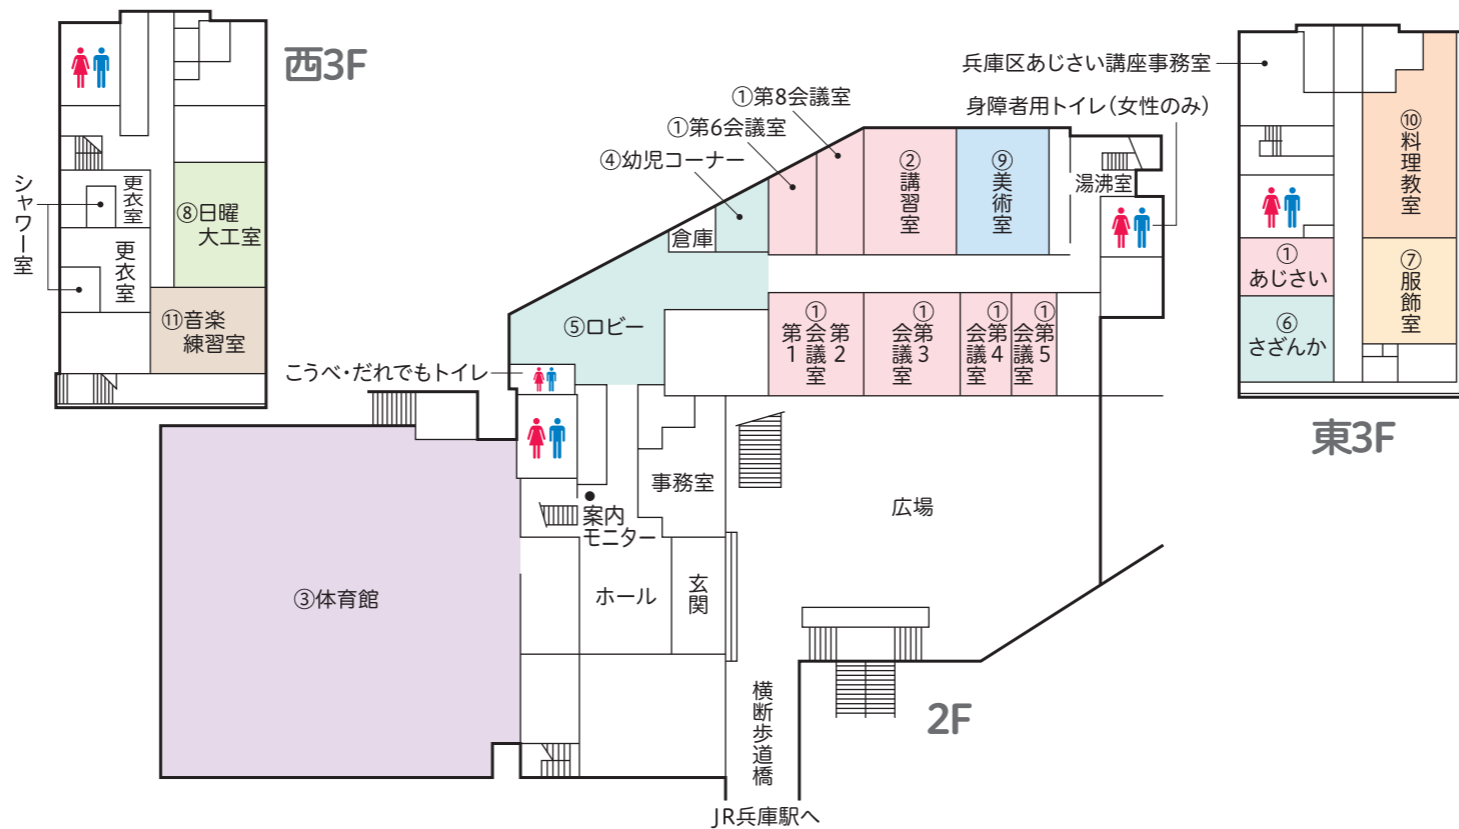 西3F
シャワー室
更衣室
更衣室
⑧日曜
大工室
⑪音楽
練習室
①第8会議室
①第6会議室
④幼児コーナー
倉庫
②講習室
⑨美術室
湯沸室
身障者用トイレ（女性のみ）
⑤ロビー
①
第1
会議室
第2
①第3
会議室
①第4
会議室
①第5
会議室
こうべ・だれでもトイレ
事務室
案内
モニター
広場
③体育館
ホール
玄関
横断歩道橋
JR兵庫駅へ
2F
兵庫区あじさい講座事務室
⑩料理教室
①
あじさい
⑥
さざんか
⑦服飾室
東3F